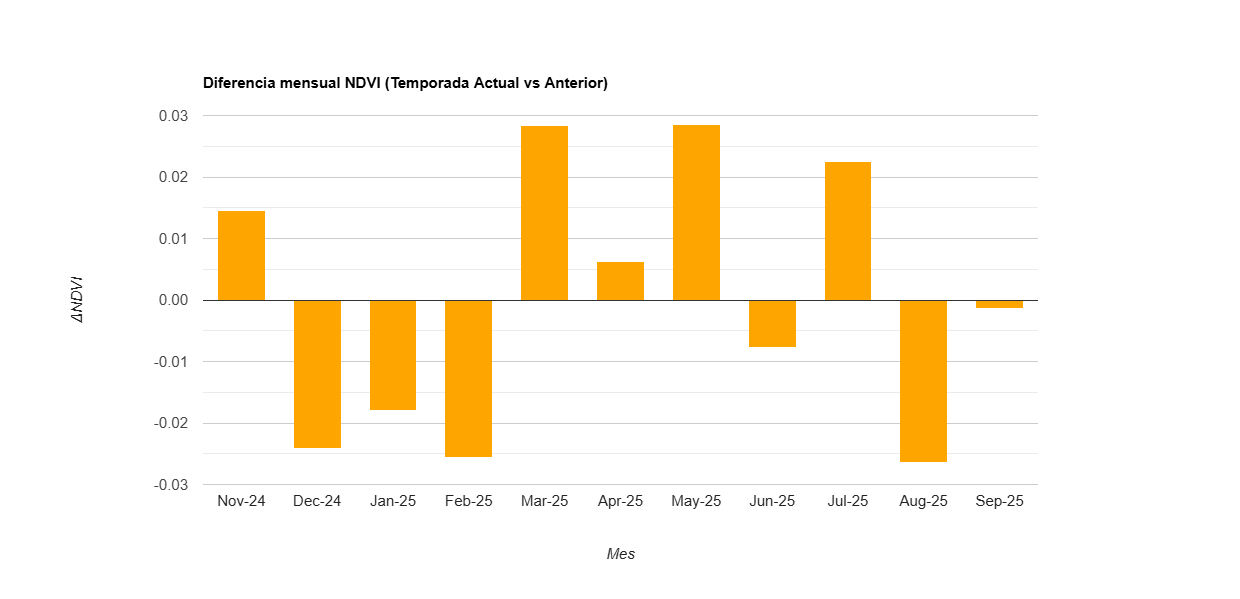 Diferencia mensual NDVI (Temporada Actual vs Anterior)
0.03
0.02
0.01
0.00
-0.01
-0.02
-0.03
ΔNDVI
Nov-24 Dec-24 Jan-25 Feb-25 Mar-25 Apr-25 May-25 Jun-25 Jul-25 Aug-25 Sep-25
Mes